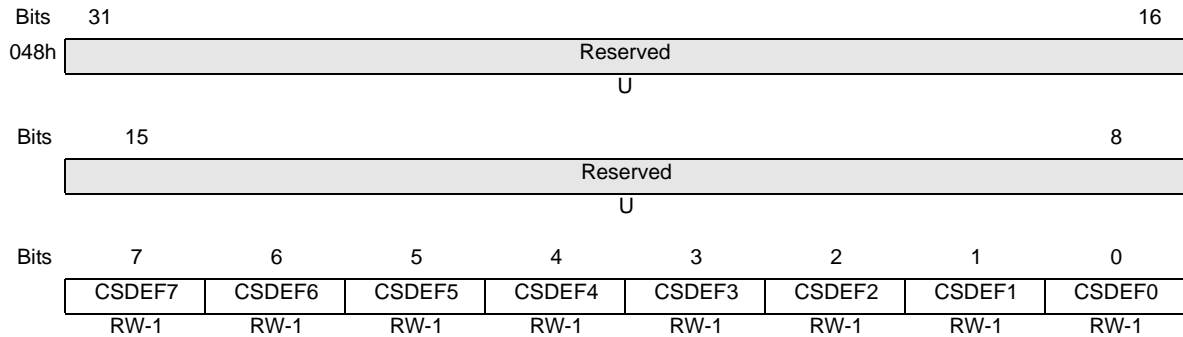 Bits 31 16
048h Reserved
U
Bits 15 8
Reserved
U
Bits 7 6 5 4 3 2 1 0
CSDEF7 CSDEF6 CSDEF5 CSDEF4 CSDEF3 CSDEF2 CSDEF1 CSDEF0
RW-1 RW-1 RW-1 RW-1 RW-1 RW-1 RW-1 RW-1